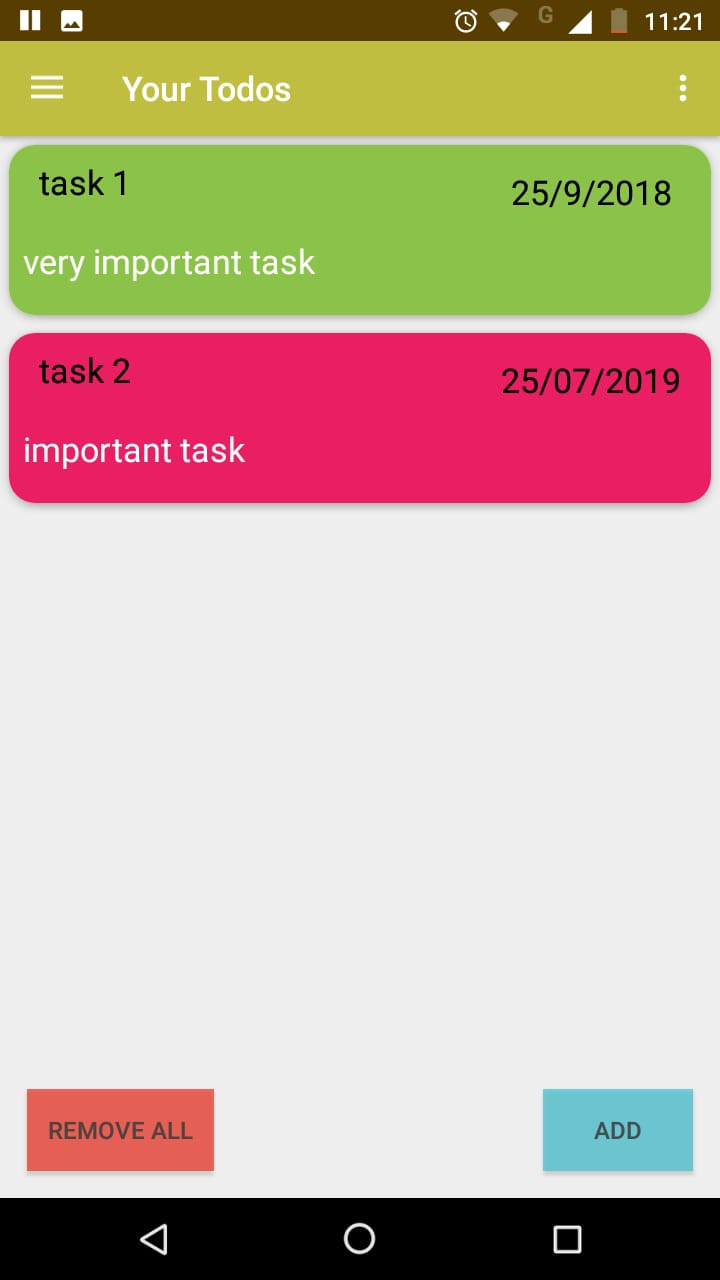 G 11:21
Your Todos
task 1 25/9/2018
very important task
task 2 25/07/2019
important task
REMOVE ALL ADD